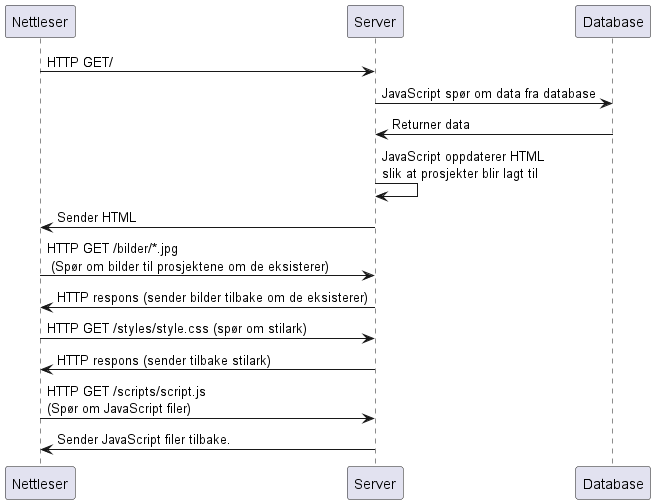 Nettleser Server Database
HTTP GET/
JavaScript spør om data fra database
Returner data
JavaScript oppdaterer HTML
slik at prosjekter blir lagt til
Sender HTML
HTTP GET /bilder/*.jpg
(Spør om bilder til prosjektene om de eksisterer)
HTTP respons (sender bilder tilbake om de eksisterer)
HTTP GET /styles/style.css (spør om stilark)
HTTP respons (sender tilbake stilark)
HTTP GET /scripts/script.js
(Spør om JavaScript filer)
Sender JavaScript filer tilbake.
Nettleser Server Database